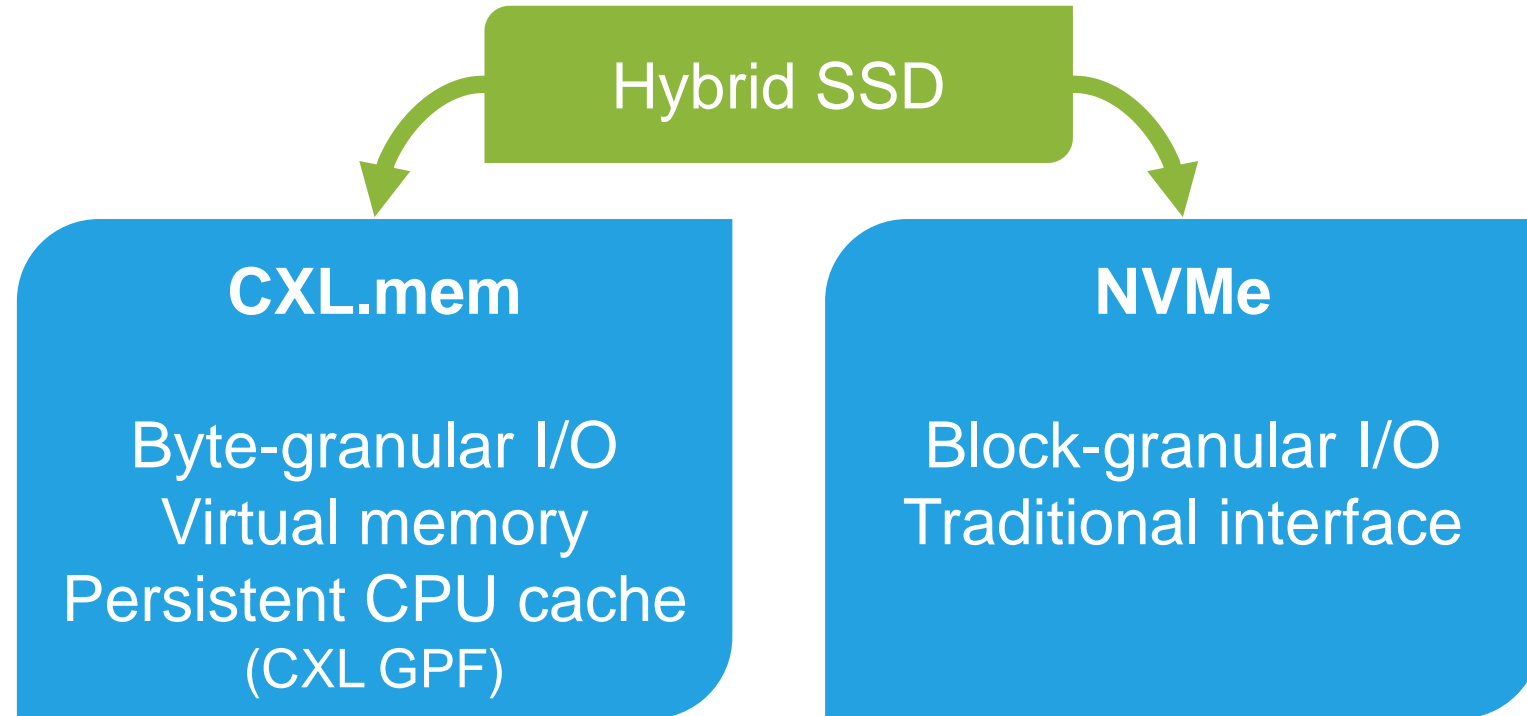 Hybrid SSD
CXL.mem
Byte-granular I/O
Virtual memory
Persistent CPU cache
(CXL GPF)
NVMe
Block-granular I/O
Traditional interface